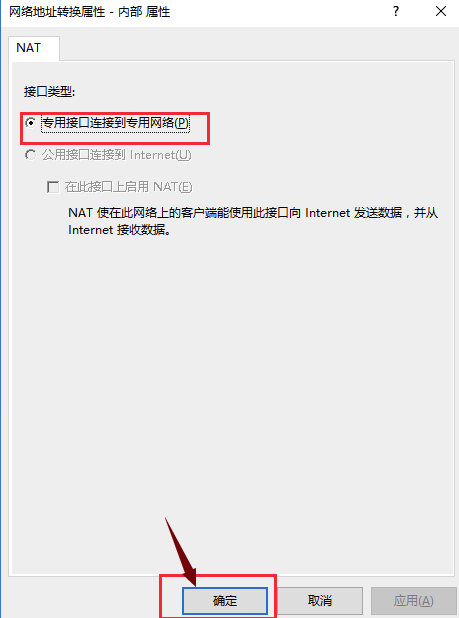 网络地址转换属性 - 内部 属性
NAT
接口类型:
专用接口连接到专用网络(P)
公用接口连接到 Internet(U)
在此接口上启用 NAT(E)
NAT 使在此网络上的客户端能使用此接口向 Internet 发送数据，并从
Internet 接收数据。
确定 取消 应用(A)